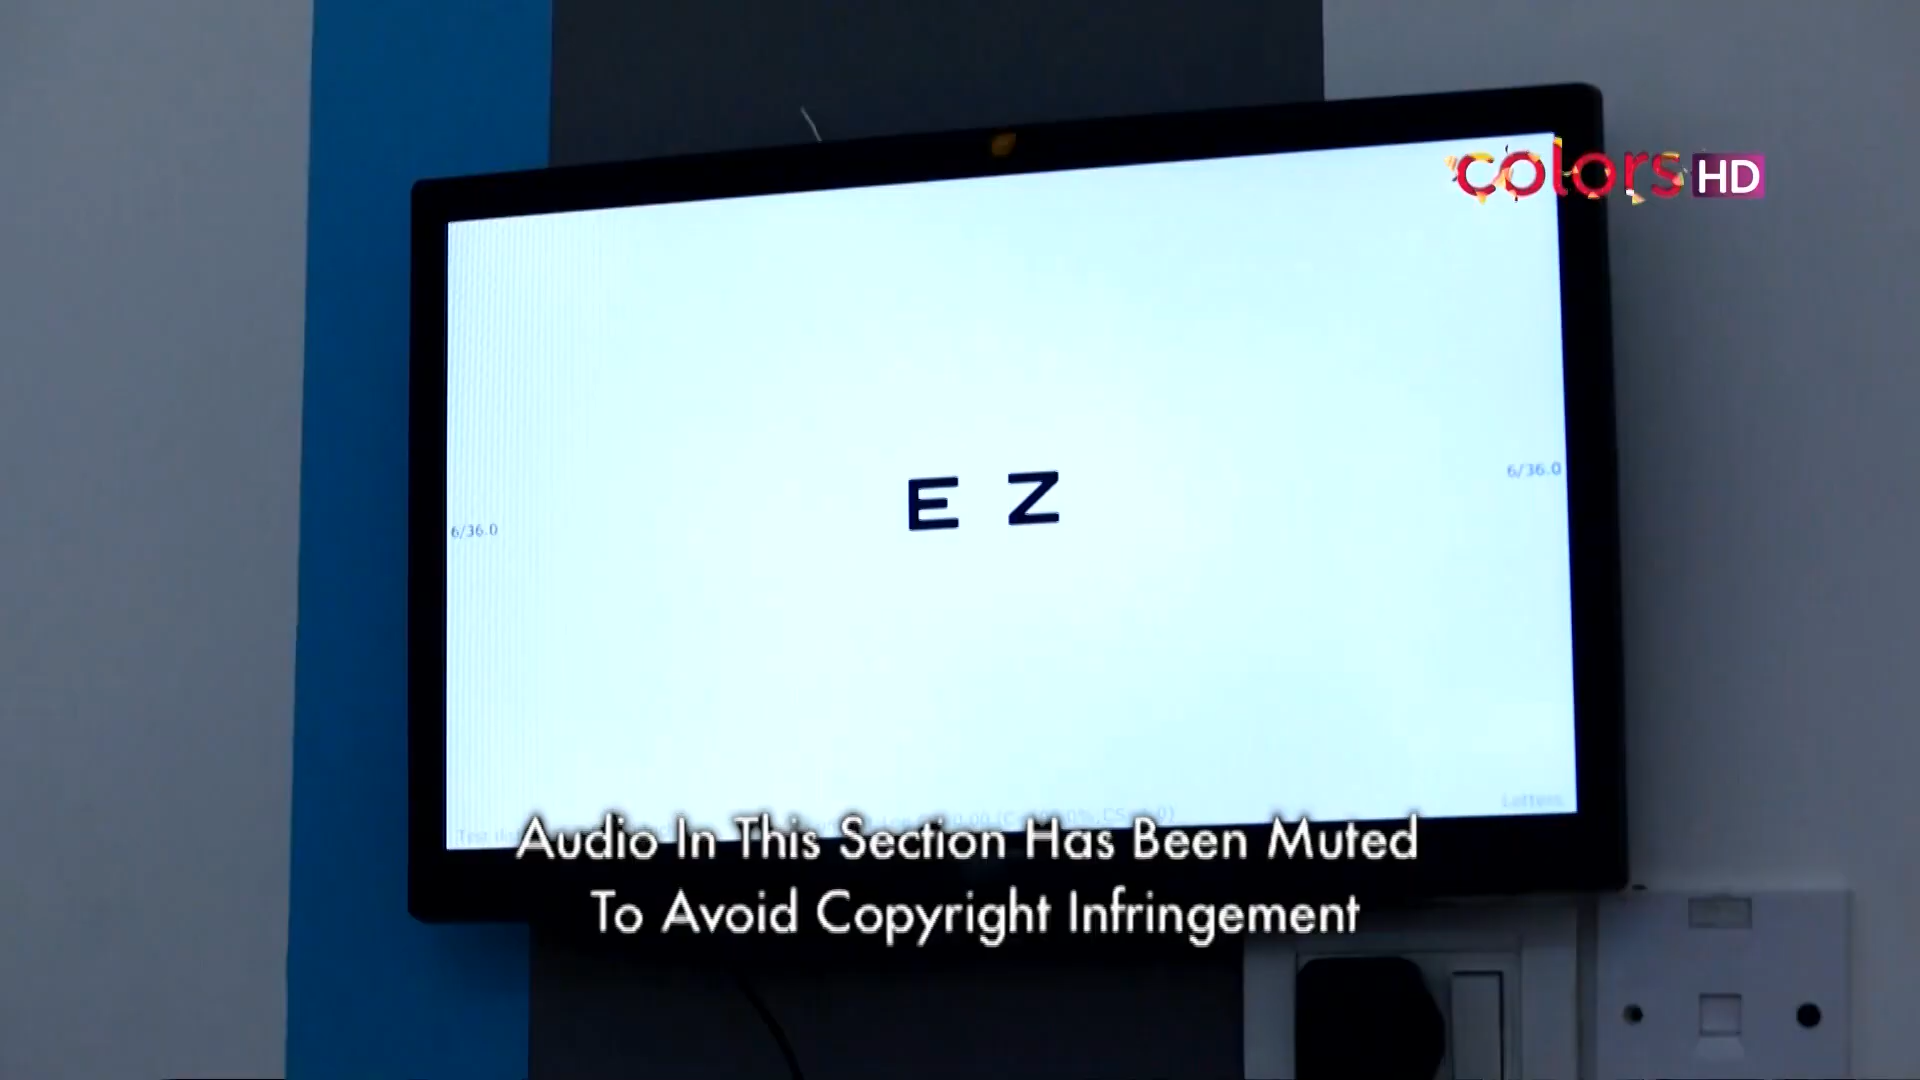 colors HD
6/36.0
E Z
6/36.0
Letters
Audio In This Section Has Been Muted
To Avoid Copyright Infringement